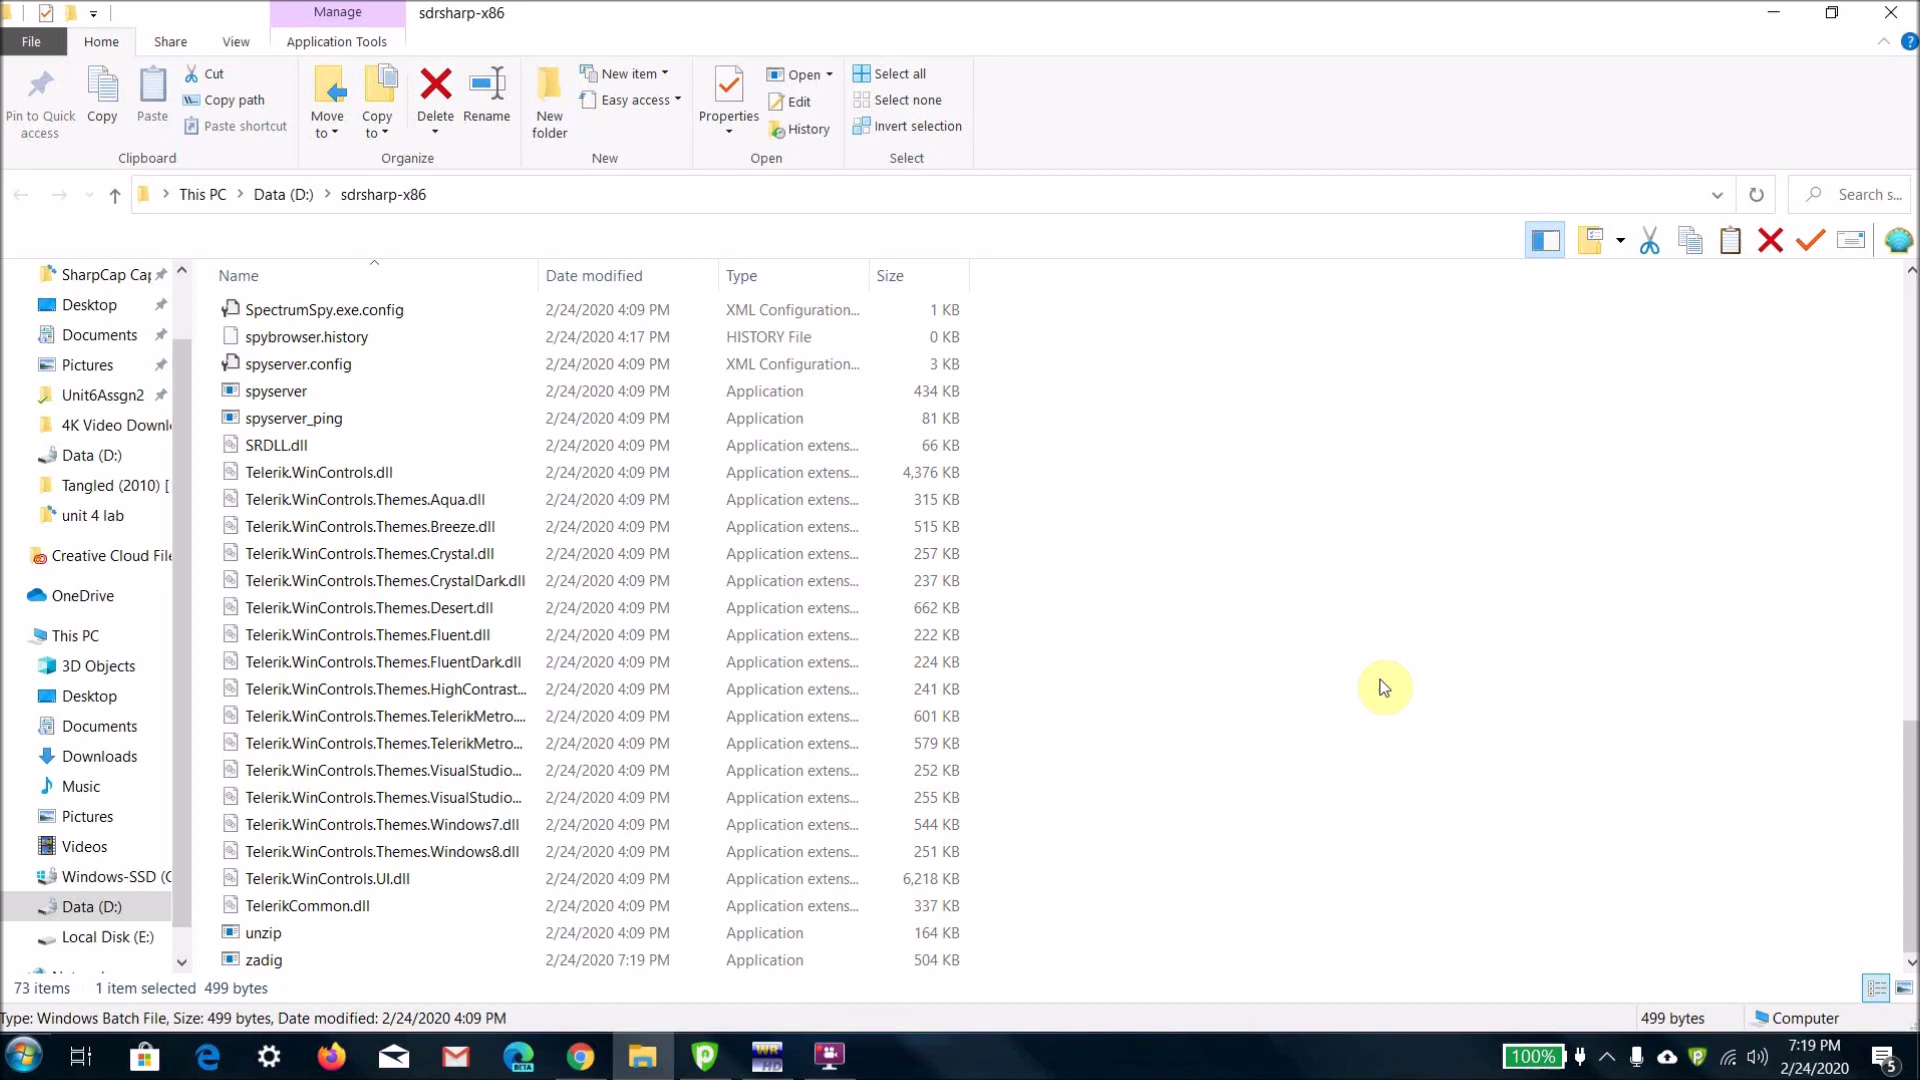 Manage
sdrsharp-x86
File
Home
Share
View
Application Tools
Pin to Quick access
Copy
Paste
Cut
Copy path
Paste shortcut
Clipboard
Move to
Copy to
Delete
Rename
Organize
New folder
New item
Easy access
New
Properties
Open
Edit
History
Open
Select all
Select none
Invert selection
Select
This PC > Data (D:) > sdrsharp-x86
Search s...
SharpCap Cap
Desktop
Documents
Pictures
Unit6Assgn2
4K Video Downl
Data (D:)
Tangled (2010) [
unit 4 lab
Creative Cloud File
OneDrive
This PC
3D Objects
Desktop
Documents
Downloads
Music
Pictures
Videos
Windows-SSD (C
Data (D:)
Local Disk (E:)
Name Date modified Type Size
SpectrumSpy.exe.config 2/24/2020 4:09 PM XML Configuration... 1 KB
spybrowser.history 2/24/2020 4:17 PM HISTORY File 0 KB
spyserver.config 2/24/2020 4:09 PM XML Configuration... 3 KB
spyserver 2/24/2020 4:09 PM Application 434 KB
spyserver_ping 2/24/2020 4:09 PM Application 81 KB
SRDLL.dll 2/24/2020 4:09 PM Application extens... 66 KB
Telerik.WinControls.dll 2/24/2020 4:09 PM Application extens... 4,376 KB
Telerik.WinControls.Themes.Aqua.dll 2/24/2020 4:09 PM Application extens... 315 KB
Telerik.WinControls.Themes.Breeze.dll 2/24/2020 4:09 PM Application extens... 515 KB
Telerik.WinControls.Themes.Crystal.dll 2/24/2020 4:09 PM Application extens... 257 KB
Telerik.WinControls.Themes.CrystalDark.dll 2/24/2020 4:09 PM Application extens... 237 KB
Telerik.WinControls.Themes.Desert.dll 2/24/2020 4:09 PM Application extens... 662 KB
Telerik.WinControls.Themes.Fluent.dll 2/24/2020 4:09 PM Application extens... 222 KB
Telerik.WinControls.Themes.FluentDark.dll 2/24/2020 4:09 PM Application extens... 224 KB
Telerik.WinControls.Themes.HighContrast... 2/24/2020 4:09 PM Application extens... 241 KB
Telerik.WinControls.Themes.TelerikMetro.... 2/24/2020 4:09 PM Application extens... 601 KB
Telerik.WinControls.Themes.TelerikMetro... 2/24/2020 4:09 PM Application extens... 579 KB
Telerik.WinControls.Themes.VisualStudio... 2/24/2020 4:09 PM Application extens... 252 KB
Telerik.WinControls.Themes.VisualStudio... 2/24/2020 4:09 PM Application extens... 255 KB
Telerik.WinControls.Themes.Windows7.dll 2/24/2020 4:09 PM Application extens... 544 KB
Telerik.WinControls.Themes.Windows8.dll 2/24/2020 4:09 PM Application extens... 251 KB
Telerik.WinControls.UI.dll 2/24/2020 4:09 PM Application extens... 6,218 KB
TelerikCommon.dll 2/24/2020 4:09 PM Application extens... 337 KB
unzip 2/24/2020 4:09 PM Application 164 KB
zadig 2/24/2020 7:19 PM Application 504 KB
73 items 1 item selected 499 bytes
Type: Windows Batch File, Size: 499 bytes, Date modified: 2/24/2020 4:09 PM
499 bytes
Computer
BETA
WR
HD
100%
7:19 PM
2/24/2020
5